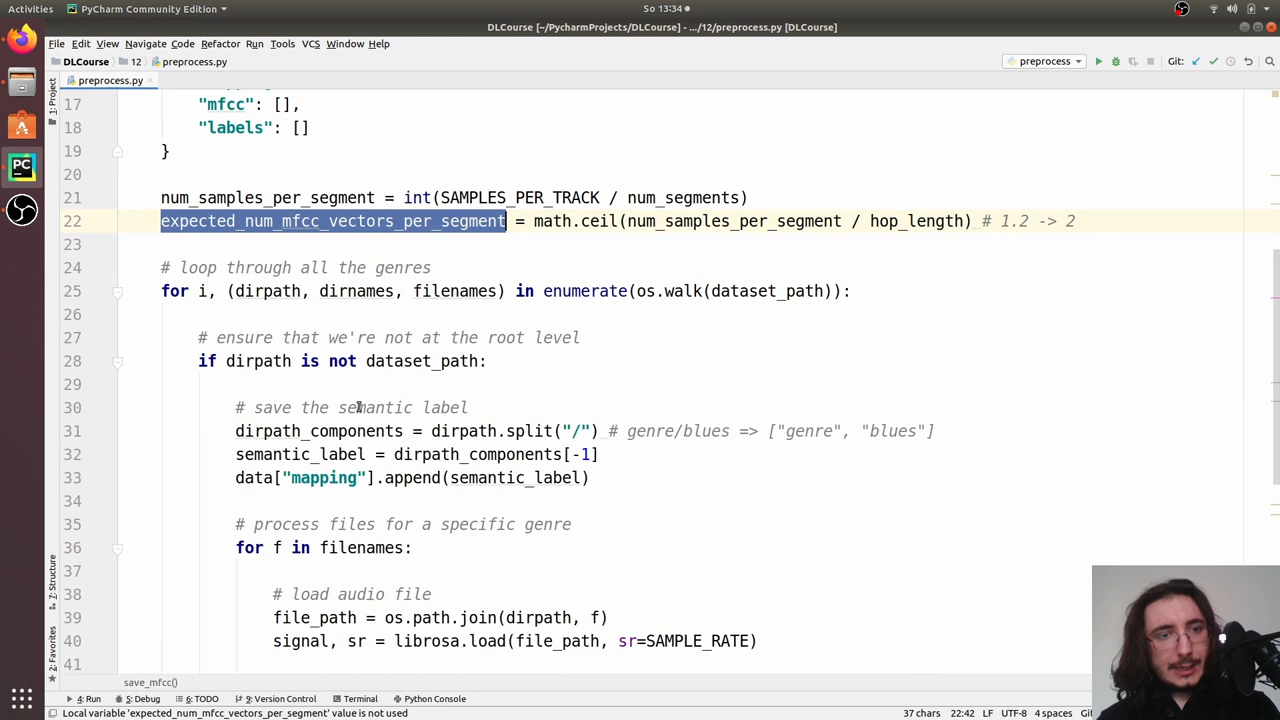 Activities
PyCharm Community Edition
So 13:34
DLCourse [~/PycharmProjects/DLCourse] - .../12/preprocess.py [DLCourse]
File Edit View Navigate Code Refactor Run Tools VCS Window Help
DLCourse 12 preprocess.py
preprocess
Git:
preprocess.py
1: Project
17 "mfcc": [],
18 "labels": []
19 }
20
21 num_samples_per_segment = int(SAMPLES_PER_TRACK / num_segments)
22 expected_num_mfcc_vectors_per_segment = math.ceil(num_samples_per_segment / hop_length) # 1.2 -> 2
23
24 # loop through all the genres
25 for i, (dirpath, dirnames, filenames) in enumerate(os.walk(dataset_path)):
26
27 # ensure that we're not at the root level
28 if dirpath is not dataset_path:
29
30 # save the semantic label
31 dirpath_components = dirpath.split("/") # genre/blues => ["genre", "blues"]
32 semantic_label = dirpath_components[-1]
33 data["mapping"].append(semantic_label)
34
35 # process files for a specific genre
36 for f in filenames:
37
38 # load audio file
39 file_path = os.path.join(dirpath, f)
40 signal, sr = librosa.load(file_path, sr=SAMPLE_RATE)
41
7: Structure
2: Favorites
save_mfcc()
4: Run 5: Debug 6: TODO 9: Version Control Terminal Python Console
Local variable 'expected_num_mfcc_vectors_per_segment' value is not used
37 chars 22:42 LF UTF-8 4 spaces